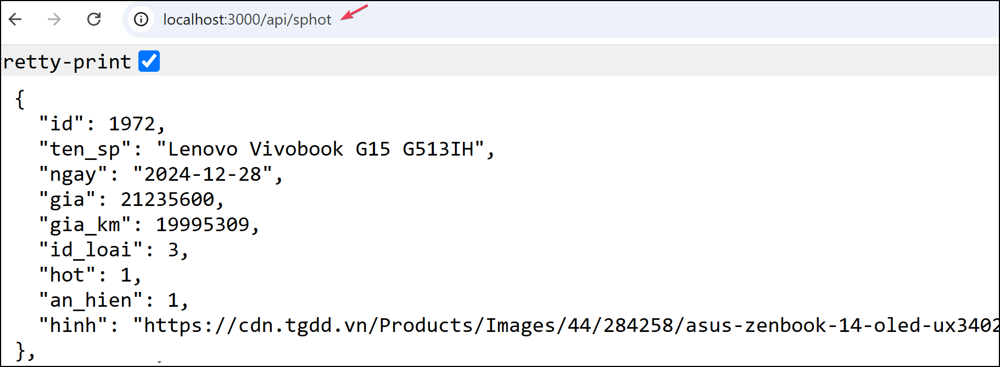 localhost:3000/api/sphot
retty-print
{
"id": 1972,
"ten_sp": "Lenovo Vivobook G15 G513IH",
"ngay": "2024-12-28",
"gia": 21235600,
"gia_km": 19995309,
"id_loai": 3,
"hot": 1,
"an_hien": 1,
"hinh": "https://cdn.tgdd.vn/Products/Images/44/284258/asus-zenbook-14-oled-ux3402
},